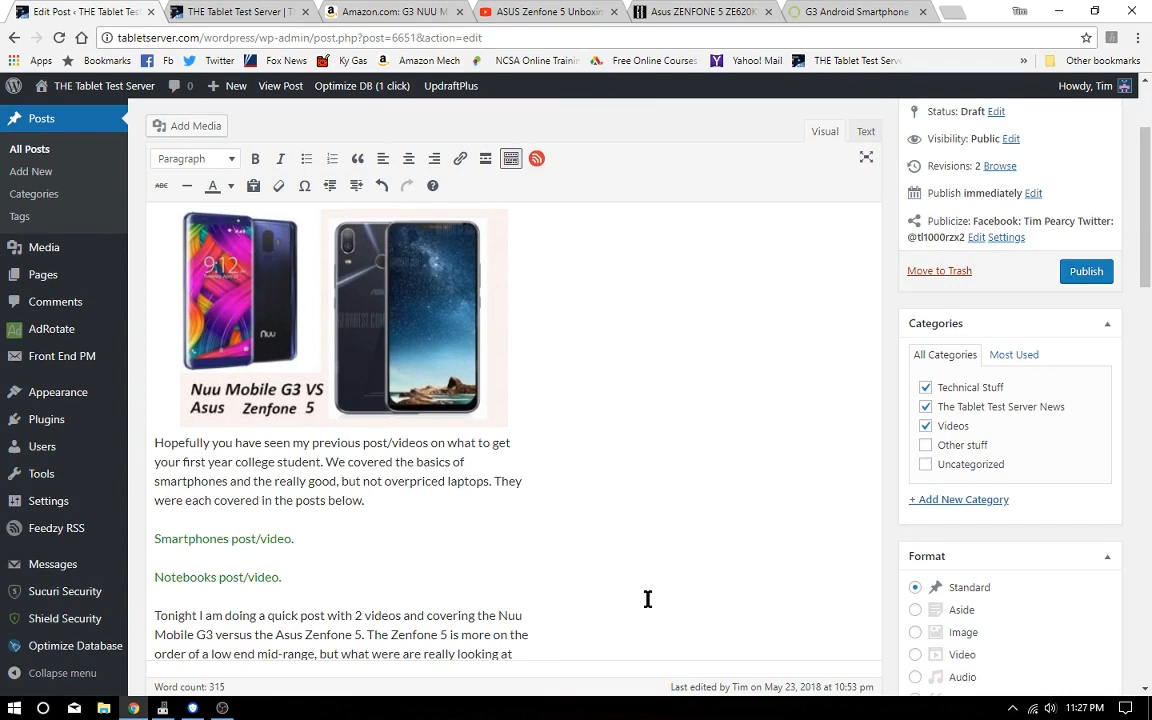 Edit Post ‹ THE Tablet Test
THE Tablet Test Server | T
Amazon.com: G3 NUU M
ASUS Zenfone 5 Unboxin
Asus ZENFONE 5 ZE620K
G3 Android Smartphone
Tim
tabletserver.com/wordpress/wp-admin/post.php?post=6651&action=edit
Apps
Bookmarks
Fb
Twitter
Fox News
Ky Gas
Amazon Mech
NCSA Online Trainin
Free Online Courses
Yahoo! Mail
THE Tablet Test Serve
»
Other bookmarks
THE Tablet Test Server
0
+ New
View Post
Optimize DB (1 click)
UpdraftPlus
Howdy, Tim
Posts
All Posts
Add New
Categories
Tags
Media
Pages
Comments
AdRotate
Front End PM
Appearance
Plugins
Users
Tools
Settings
Feedzy RSS
Messages
Sucuri Security
Shield Security
Optimize Database
Collapse menu
Add Media
Visual
Text
Paragraph
B
I
ABC
A
Ω
9:12
nuu
Nuu Mobile G3 VS
Asus Zenfone 5
Hopefully you have seen my previous post/videos on what to get
your first year college student. We covered the basics of
smartphones and the really good, but not overpriced laptops. They
were each covered in the posts below.
Smartphones post/video.
Notebooks post/video.
Tonight I am doing a quick post with 2 videos and covering the Nuu
Mobile G3 versus the Asus Zenfone 5. The Zenfone 5 is more on the
order of a low end mid-range, but what were are really looking at
Word count: 315
Last edited by Tim on May 23, 2018 at 10:53 pm
Status: Draft Edit
Visibility: Public Edit
Revisions: 2 Browse
Publish immediately Edit
Publicize: Facebook: Tim Pearcy Twitter:
@tl1000rzx2 Edit Settings
Move to Trash
Publish
Categories
All Categories
Most Used
Technical Stuff
The Tablet Test Server News
Videos
Other stuff
Uncategorized
+ Add New Category
Format
Standard
Aside
Image
Video
Audio
11:27 PM